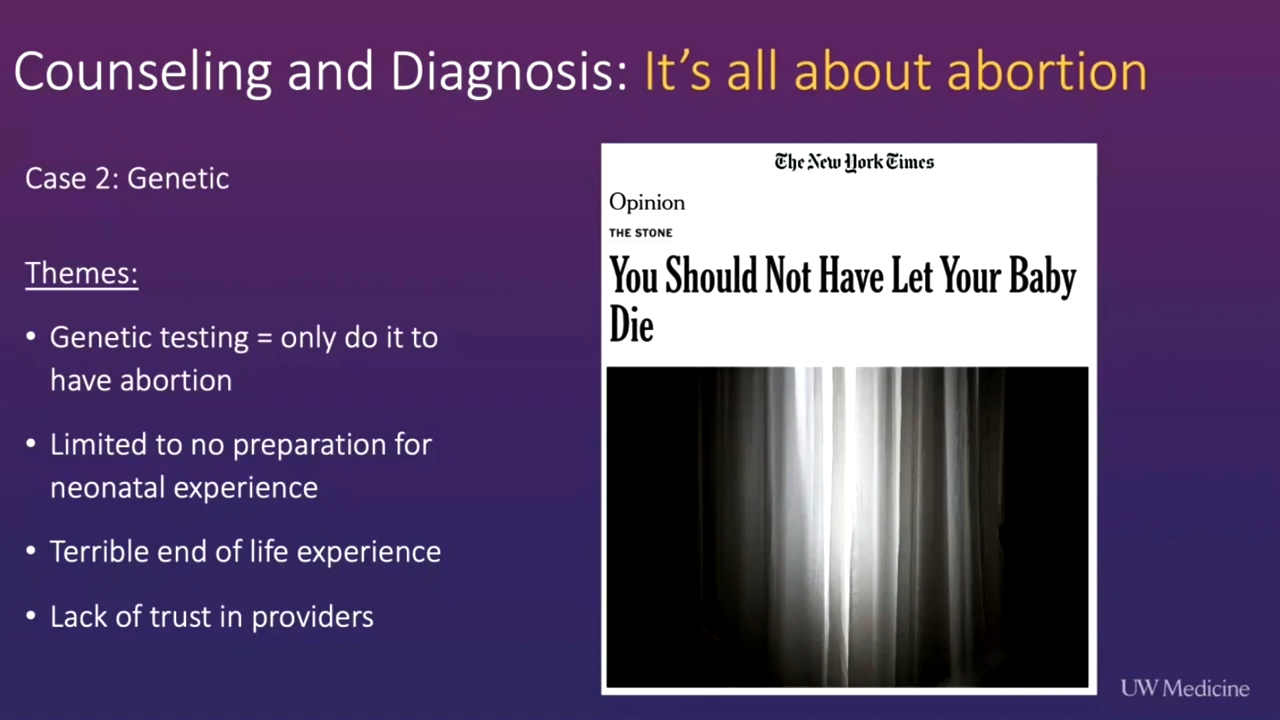 Counseling and Diagnosis: It’s all about abortion
Case 2: Genetic
Themes:
• Genetic testing = only do it to
have abortion
• Limited to no preparation for
neonatal experience
• Terrible end of life experience
• Lack of trust in providers
The New York Times
Opinion
THE STONE
You Should Not Have Let Your Baby
Die
UW Medicine